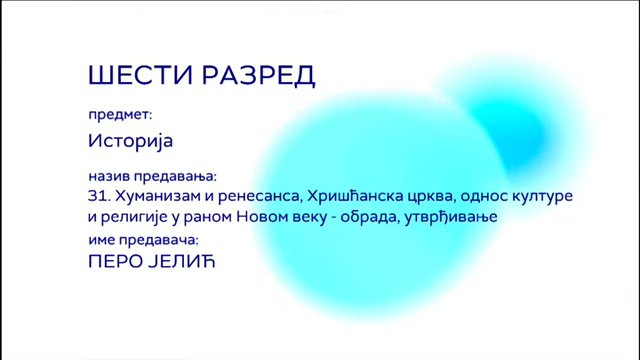 ШЕСТИ РАЗРЕД
предмет:
Историја
назив предавања:
31. Хуманизам и ренесанса, Хришћанска црква, однос културе
и религије у раном Новом веку - обрада, утврђивање
име предавача:
ПЕРО ЈЕЛИЋ